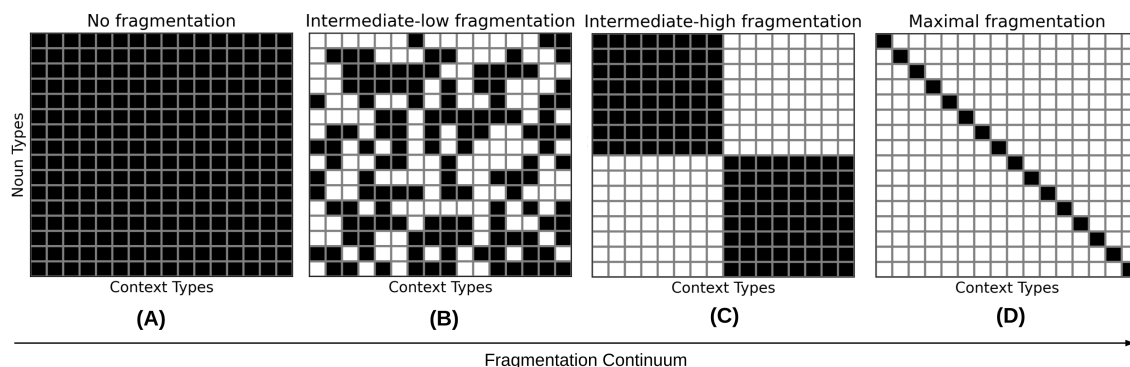 No fragmentation
Intermediate-low fragmentation
Intermediate-high fragmentation
Maximal fragmentation
Noun Types
Context Types
Context Types
Context Types
Context Types
(A)
(B)
(C)
(D)
Fragmentation Continuum